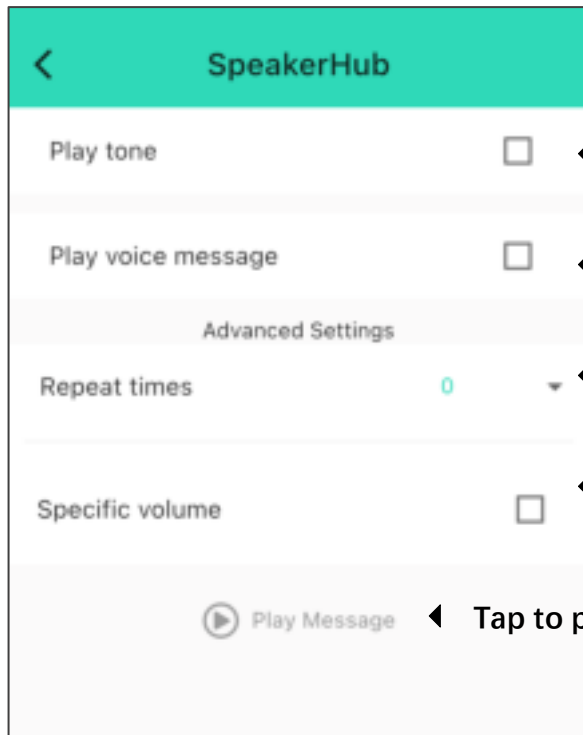 SpeakerHub
Play tone
Play voice message
Advanced Settings
Repeat times 0
Specific volume
Play Message
Tap to